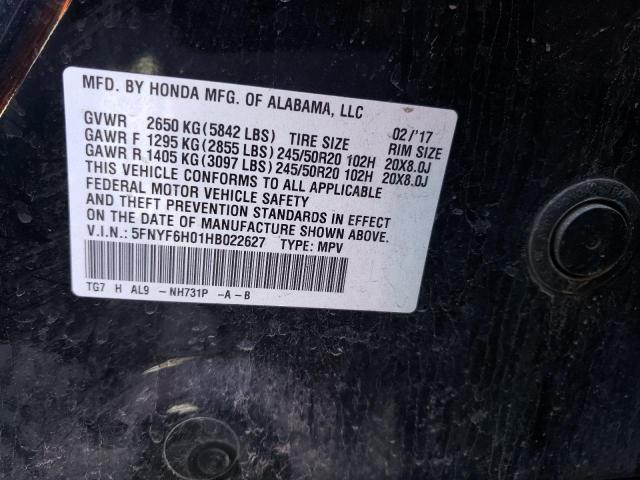 MFD. BY HONDA MFG. OF ALABAMA, LLC
GVWR 2650 KG(5842 LBS) TIRE SIZE 02/'17 RIM SIZE
GAWR F 1295 KG(2855 LBS)245/50R20 102H 20X8.0J
GAWR R 1405 KG(3097 LBS)245/50R20 102H 20X8.0J
THIS VEHICLE CONFORMS TO ALL APPLICABLE
FEDERAL MOTOR VEHICLE SAFETY
AND THEFT PREVENTION STANDARDS IN EFFECT
ON THE DATE OF MANUFACTURE SHOWN ABOVE.
V.I.N.: 5FNYF6H01HB022627 TYPE: MPV
TG7 H AL9 -NH731P -A-B